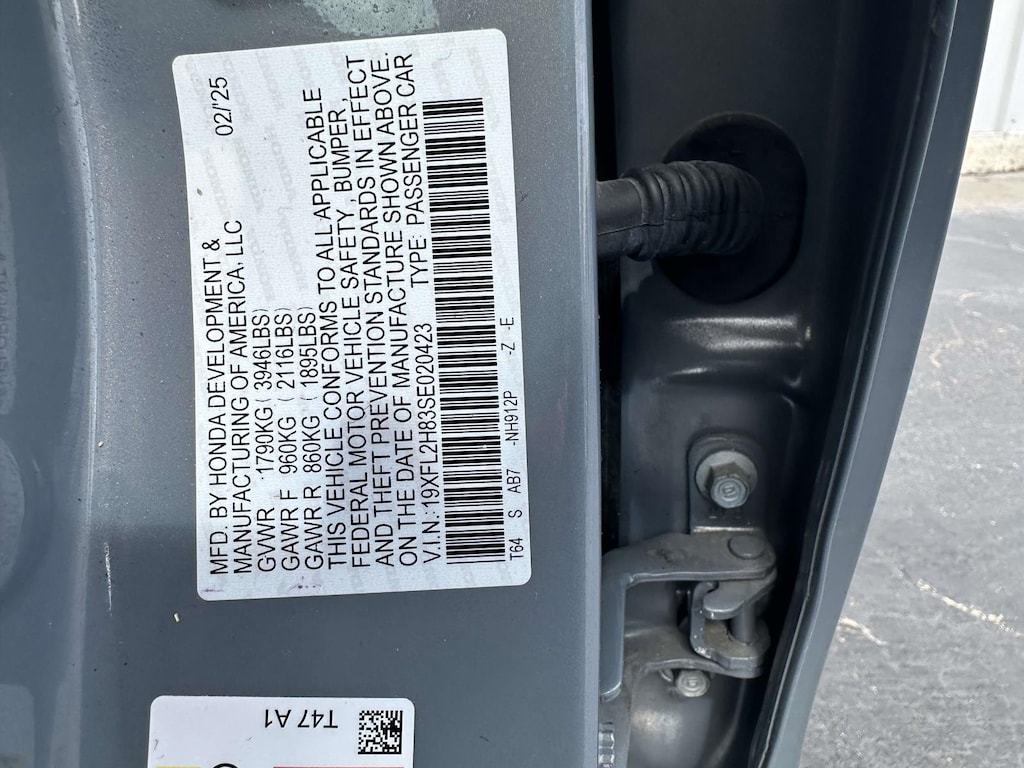 MFD. BY HONDA DEVELOPMENT & 02/'25
MANUFACTURING OF AMERICA. LLC
GVWR 1790KG ( 3946LBS)
GAWR F 960KG ( 2116LBS)
GAWR R 860KG ( 1895LBS)
THIS VEHICLE CONFORMS TO ALL APPLICABLE
FEDERAL MOTOR VEHICLE SAFETY, BUMPER,
AND THEFT PREVENTION STANDARDS IN EFFECT
ON THE DATE OF MANUFACTURE SHOWN ABOVE.
V.I.N: 19XFL2H83SE020423 TYPE: PASSENGER CAR
T64 S AB7 -NH912P -Z -E
T47 A1